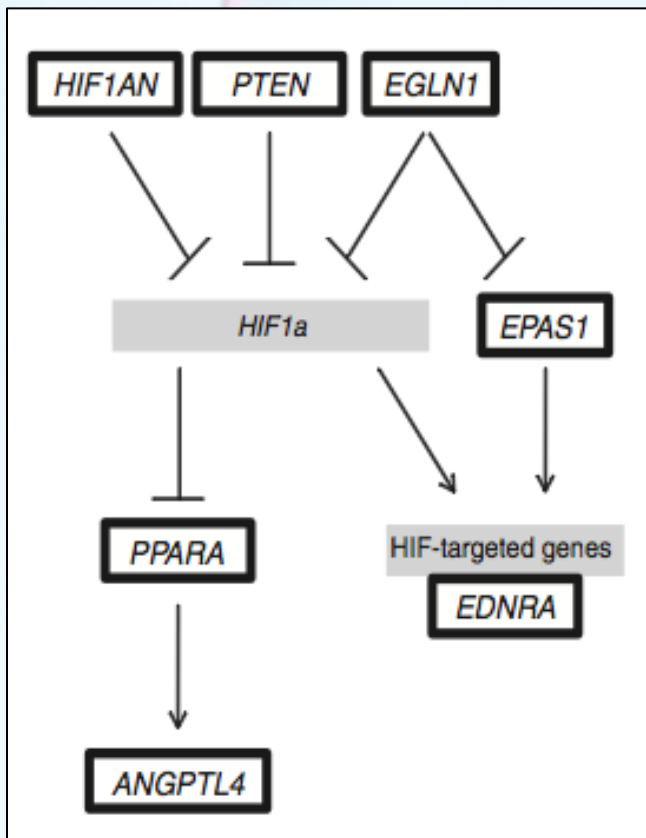 HIF1AN PTEN EGLN1
HIF1a EPAS1
PPARA HIF-targeted genes
EDNRA
ANGPTL4